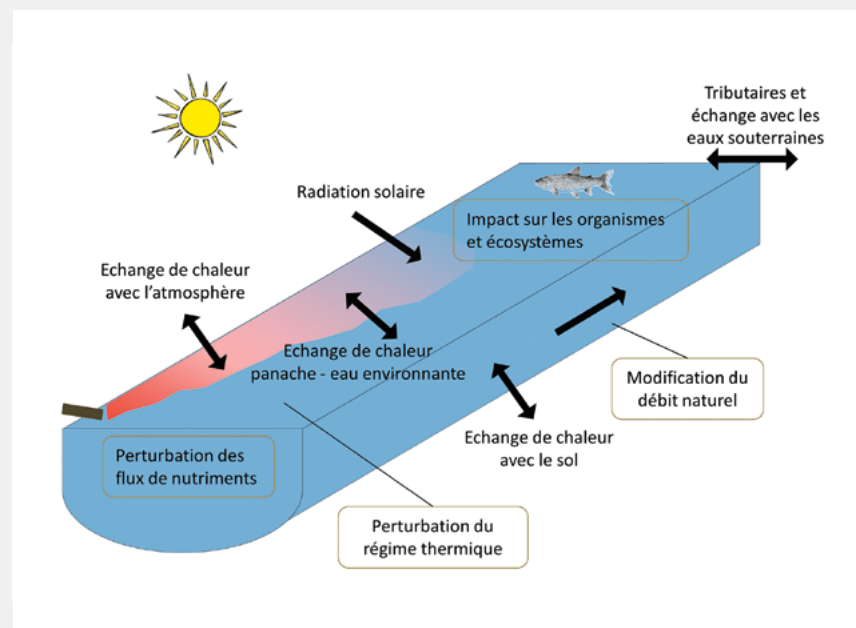 Tributaires et
échange avec les
eaux souterraines
Radiation solaire
Impact sur les organismes
et écosystèmes
Echange de chaleur
avec l'atmosphère
Echange de chaleur
panache - eau environnante
Modification du
débit naturel
Echange de chaleur
avec le sol
Perturbation des
flux de nutriments
Perturbation du
régime thermique